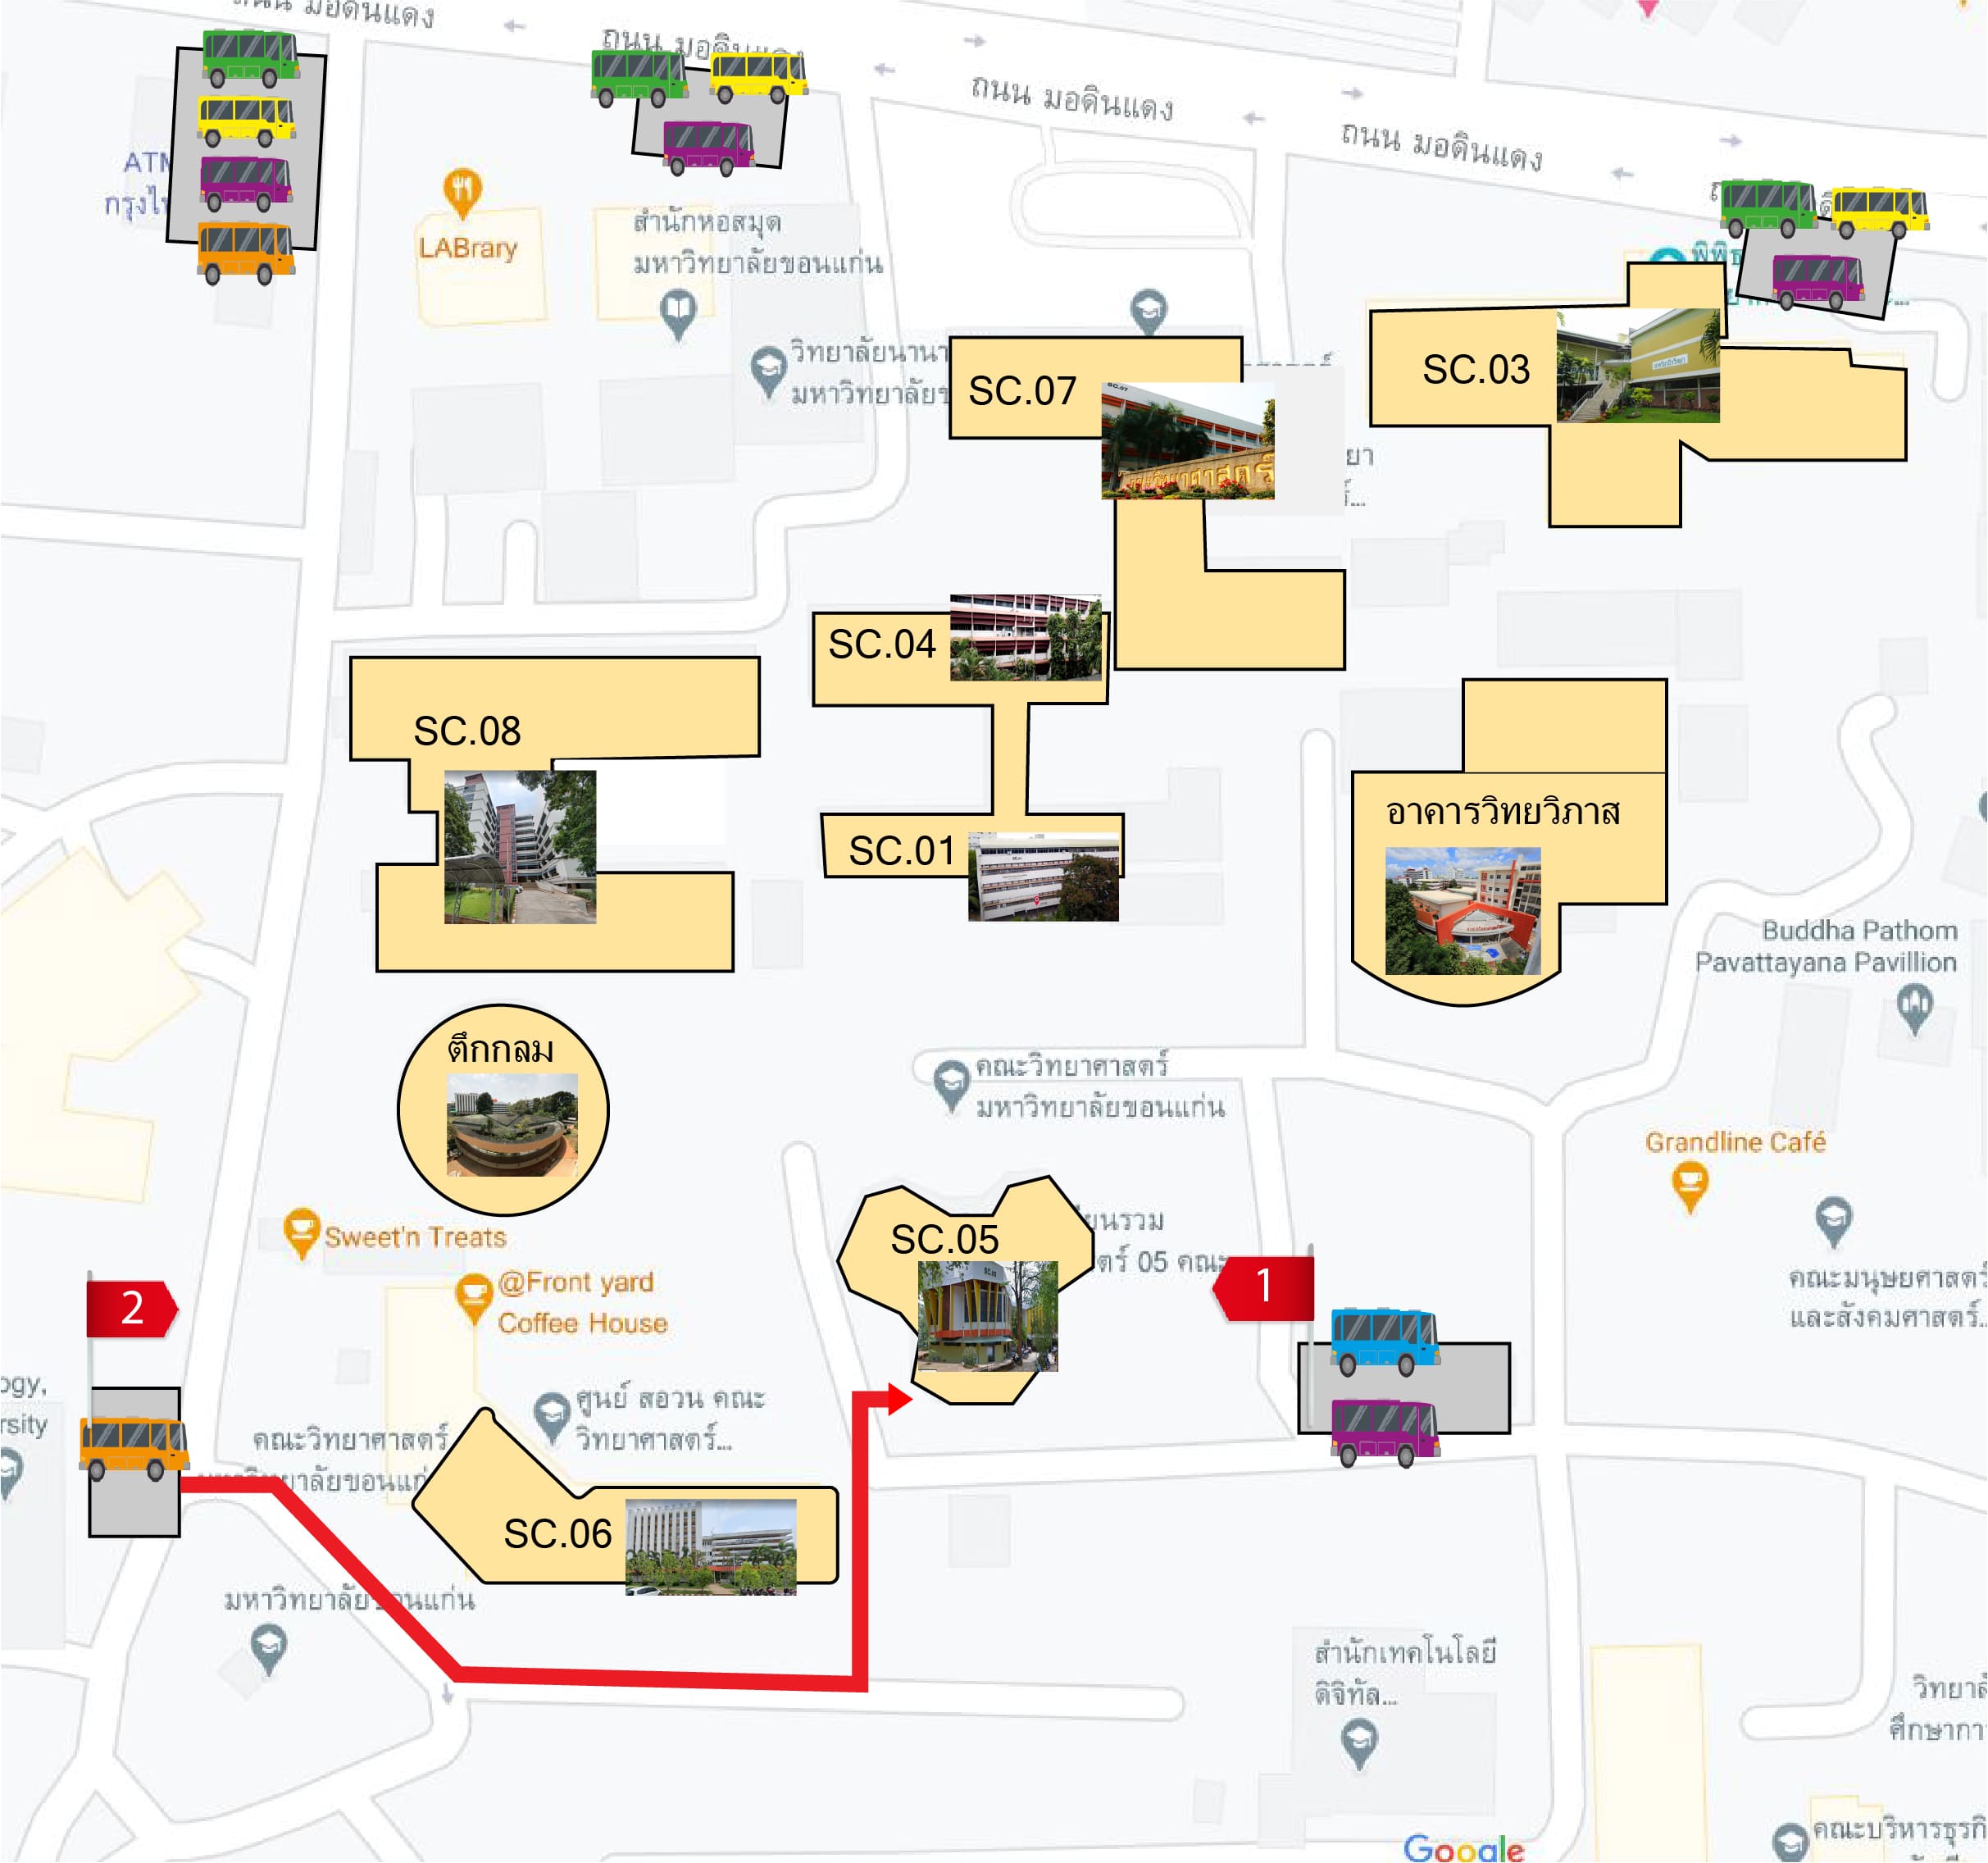 มอดินแดง
ถนน มอดินแดง
ถนน มอดินแดง
ถนน มอดินแดง
ATM
LABrary
สำนักหอสมุด
มหาวิทยาลัยขอนแก่น
วิทยาลัยนานา
SC.07
SC.07
คณะวิทยาศาสตร์
SC.03
SC.04
SC.08
SC.01
อาคารวิทยวิภาส
Buddha Pathom
Pavattayana Pavillion
ตึกกลม
คณะวิทยาศาสตร์
มหาวิทยาลัยขอนแก่น
Grandline Café
Sweet'n Treats
@Front yard
Coffee House
SC.05
ยนรวม
ตร์ 05 คณะ
1
2
คณะมนุษยศาสตร์
และสังคมศาสตร์...
ogy,
rsity
ศูนย์ สอวน คณะ
วิทยาศาสตร์...
คณะวิทยาศาสตร์
มหาวิทยาลัยขอนแก่น
SC.06
มหาวิทยาลัยขอนแก่น
สำนักเทคโนโลยี
ดิจิทัล...
วิทยาลั
ศึกษากา
คณะบริหารธุรกิ
Google